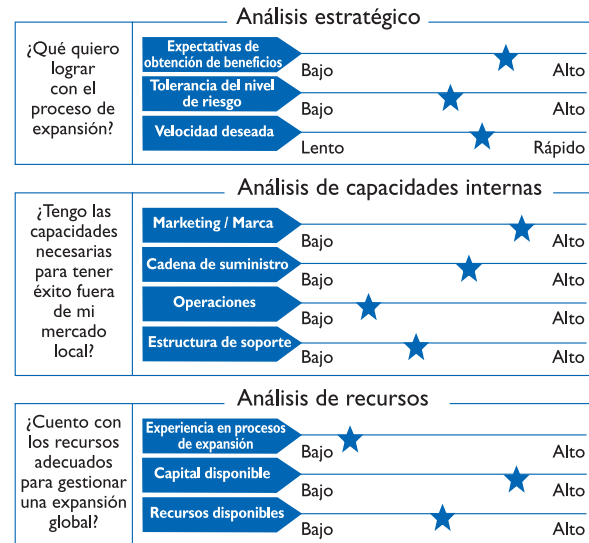 Análisis estratégico
¿Qué quiero
lograr
con el
proceso de
expansión?
Expectativas de
obtención de beneficios
Bajo
Alto
Tolerancia del nivel
de riesgo
Bajo
Alto
Velocidad deseada
Lento
Rápido
Análisis de capacidades internas
¿Tengo las
capacidades
necesarias
para tener
éxito fuera
de mi
mercado
local?
Marketing / Marca
Bajo
Alto
Cadena de suministro
Bajo
Alto
Operaciones
Bajo
Alto
Estructura de soporte
Bajo
Alto
Análisis de recursos
¿Cuento con
los recursos
adecuados
para gestionar
una expansión
global?
Experiencia en procesos
de expansión
Bajo
Alto
Capital disponible
Bajo
Alto
Recursos disponibles
Bajo
Alto